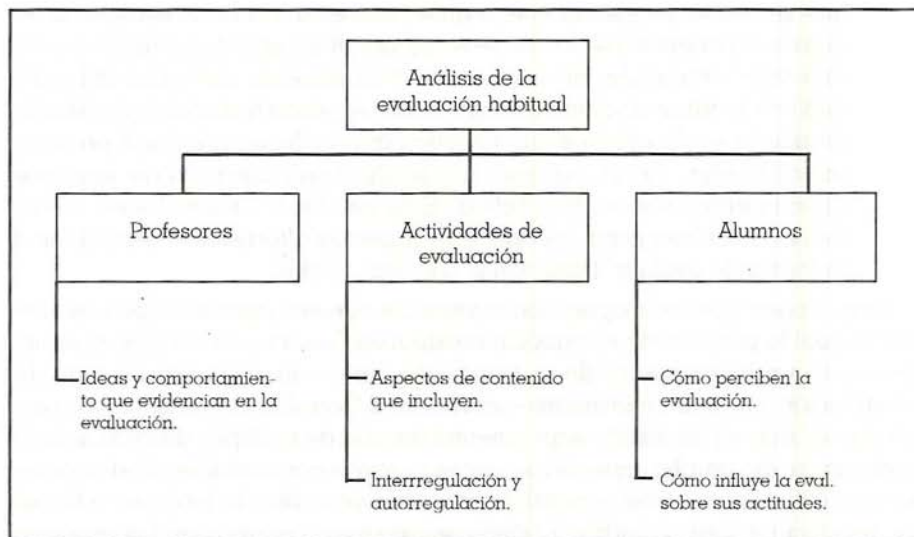 Análisis de la
evaluación habitual
Profesores
Actividades de
evaluación
Alumnos
Ideas y comportamien-
to que evidencian en la
evaluación.
Aspectos de contenido
que incluyen.
Interrregulación y
autorregulación.
Cómo perciben la
evaluación.
Cómo influye la eval.
sobre sus actitudes.